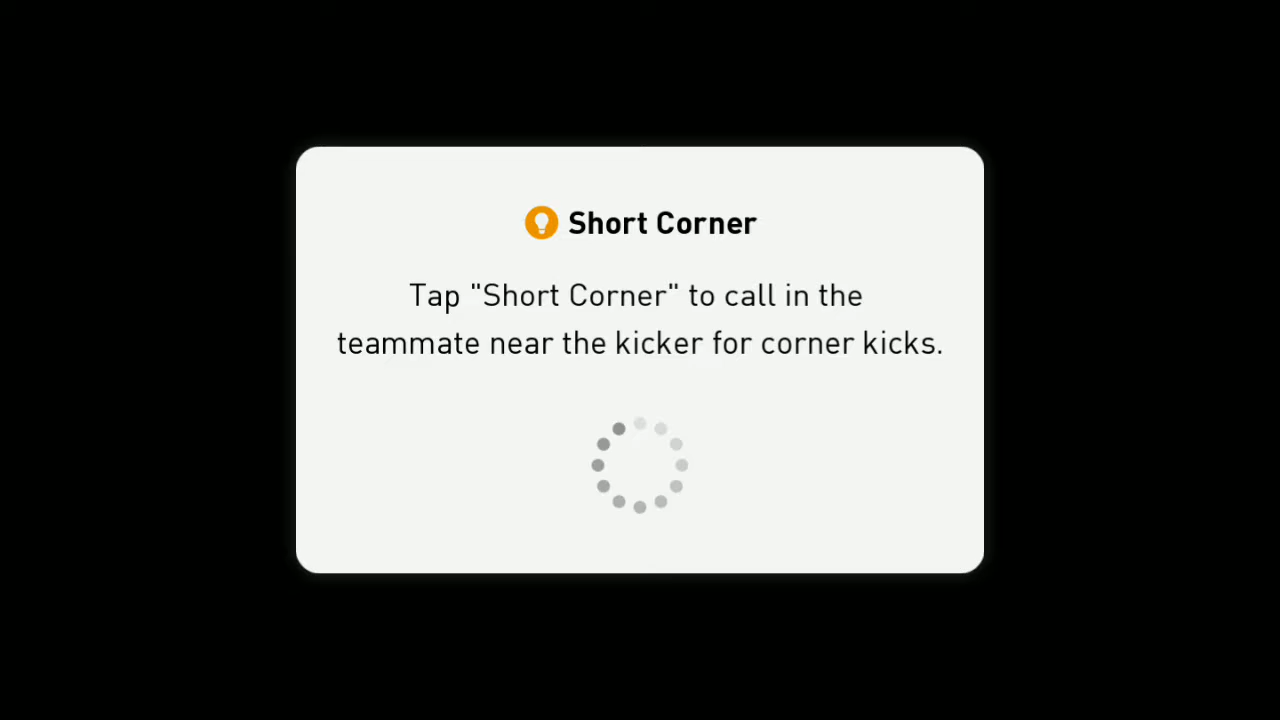 Short Corner
Tap "Short Corner" to call in the
teammate near the kicker for corner kicks.